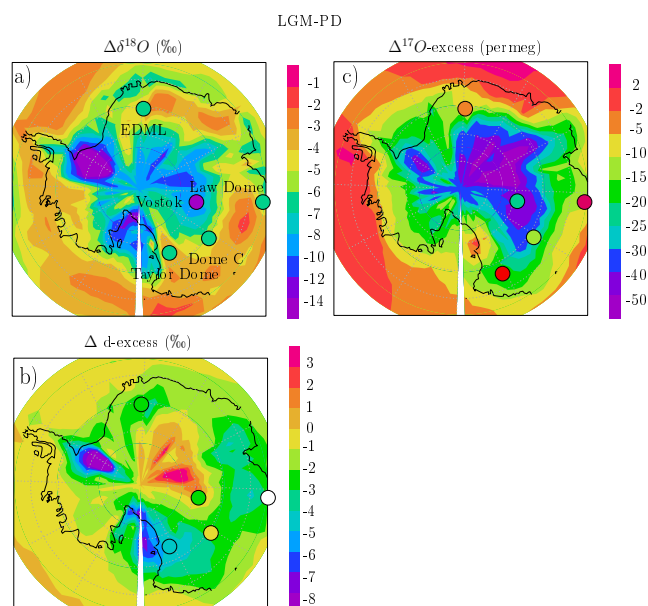 LGM-PD
Δδ¹⁸O (‰)
a)
EDML
Law Dome
Vostok
Dome C
Taylor Dome
-1
-2
-3
-4
-5
-6
-7
-8
-10
-12
-14
Δ¹⁷O-excess (permeg)
c)
2
-2
-5
-10
-15
-20
-25
-30
-40
-50
Δ d-excess (‰)
b)
3
2
1
0
-1
-2
-3
-4
-5
-6
-7
-8